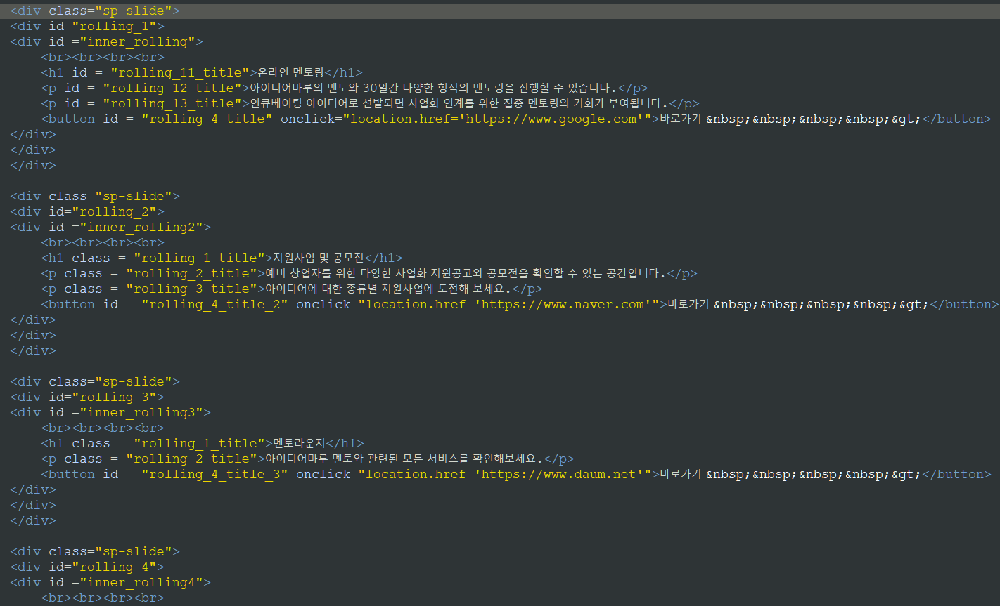 <div class="sp-slide">
<div id="rolling_1">
<div id ="inner_rolling">
    <br><br><br><br>
    <h1 id = "rolling_11_title">온라인 멘토링</h1>
    <p id = "rolling_12_title">아이디어마루의 멘토와 30일간 다양한 형식의 멘토링을 진행할 수 있습니다.</p>
    <p id = "rolling_13_title">인큐베이팅 아이디어로 선발되면 사업화 연계를 위한 집중 멘토링의 기회가 부여됩니다.</p>
    <button id = "rolling_4_title" onclick="location.href='https://www.google.com'">바로가기 &nbsp;&nbsp;&nbsp;&nbsp;&gt;</button>
</div>
</div>
</div>

<div class="sp-slide">
<div id="rolling_2">
<div id ="inner_rolling2">
    <br><br><br><br>
    <h1 class = "rolling_1_title">지원사업 및 공모전</h1>
    <p class = "rolling_2_title">예비 창업자를 위한 다양한 사업화 지원공고와 공모전을 확인할 수 있는 공간입니다.</p>
    <p class = "rolling_3_title">아이디어에 대한 종류별 지원사업에 도전해 보세요.</p>
    <button id = "rolling_4_title_2" onclick="location.href='https://www.naver.com'">바로가기 &nbsp;&nbsp;&nbsp;&nbsp;&gt;</button>
</div>
</div>
</div>

<div class="sp-slide">
<div id="rolling_3">
<div id ="inner_rolling3">
    <br><br><br><br>
    <h1 class = "rolling_1_title">멘토라운지</h1>
    <p class = "rolling_2_title">아이디어마루 멘토와 관련된 모든 서비스를 확인해보세요.</p>
    <button id = "rolling_4_title_3" onclick="location.href='https://www.daum.net'">바로가기 &nbsp;&nbsp;&nbsp;&nbsp;&gt;</button>
</div>
</div>
</div>

<div class="sp-slide">
<div id="rolling_4">
<div id ="inner_rolling4">
    <br><br><br><br>